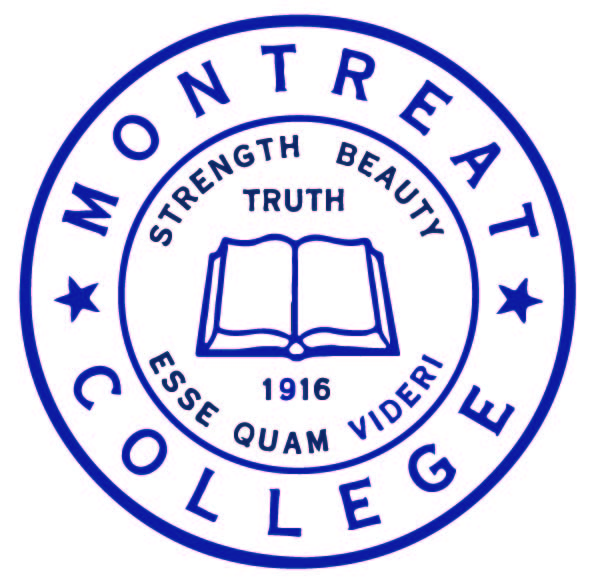 MONTREAT
STRENGTH BEAUTY
TRUTH
1916
ESSE QUAM VIDERI
COLLEGE